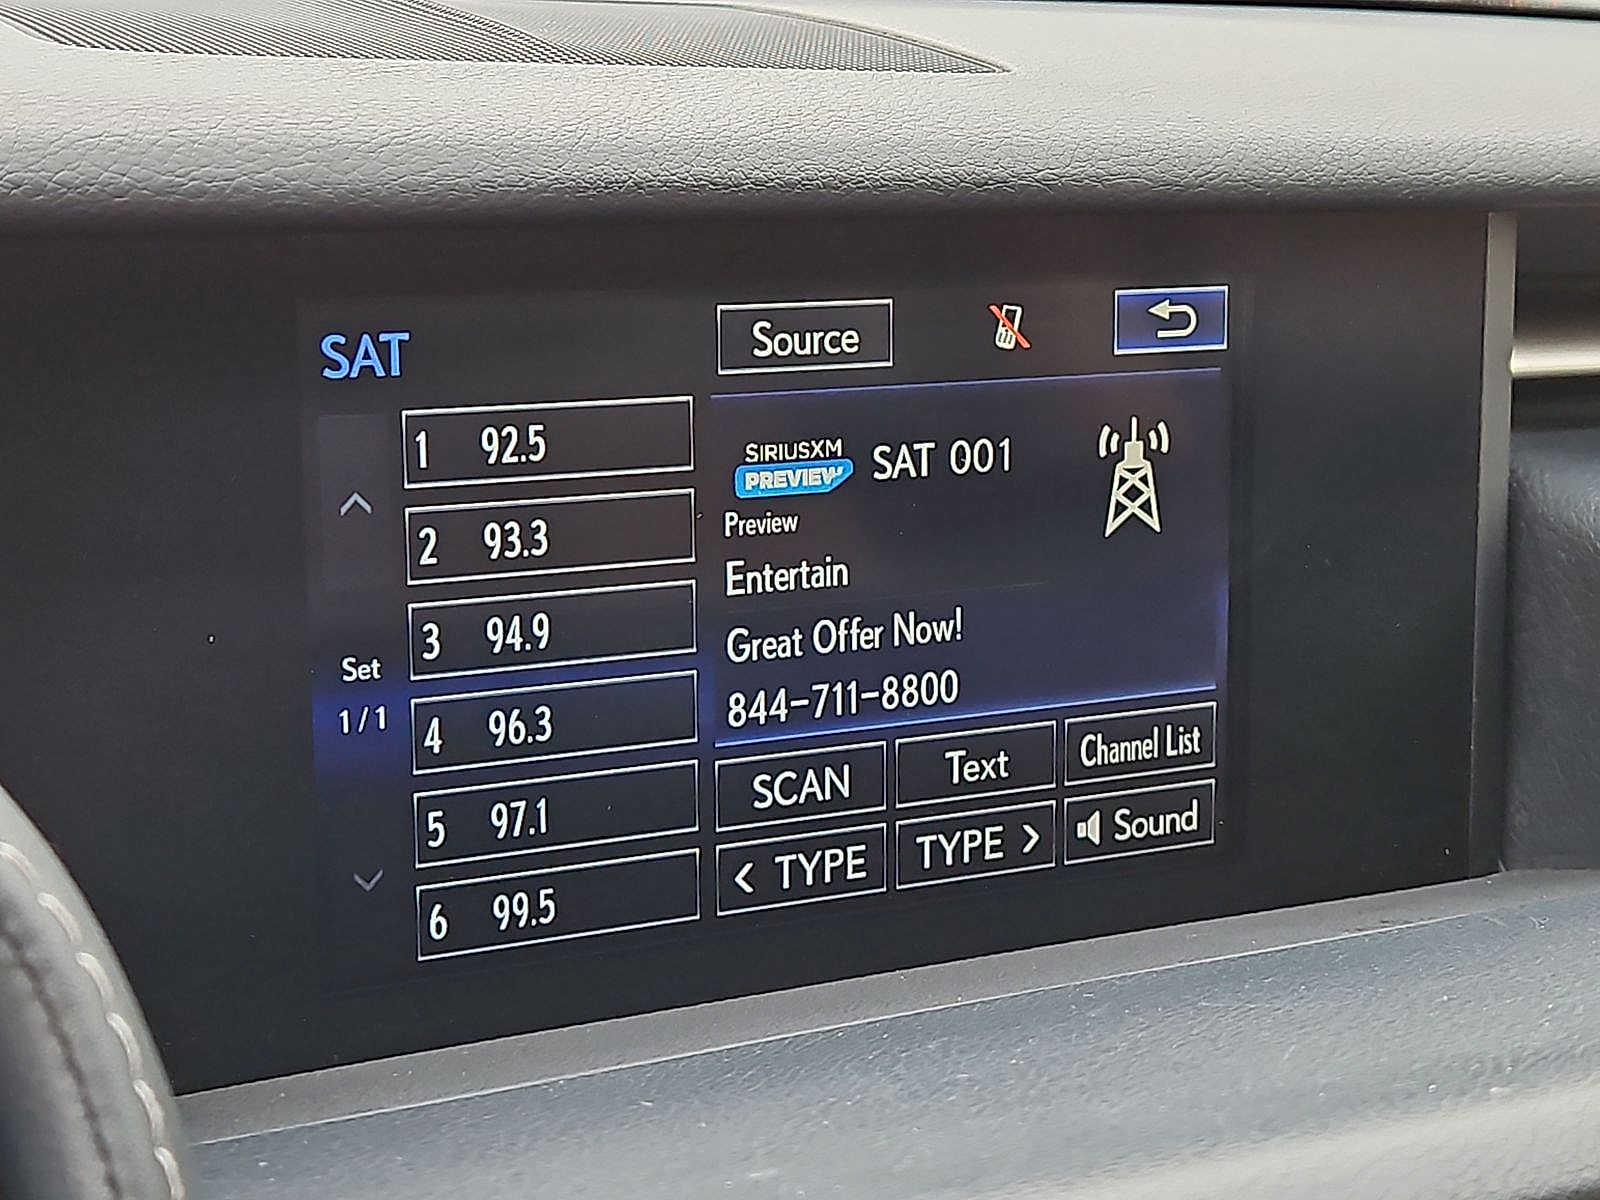 SAT
Source
1 92.5
2 93.3
3 94.9
4 96.3
5 97.1
6 99.5
Set
1/1
SIRIUSXM
PREVIEW
SAT 001
Preview
Entertain
Great Offer Now!
844-711-8800
SCAN
Text
Channel List
< TYPE
TYPE >
Sound